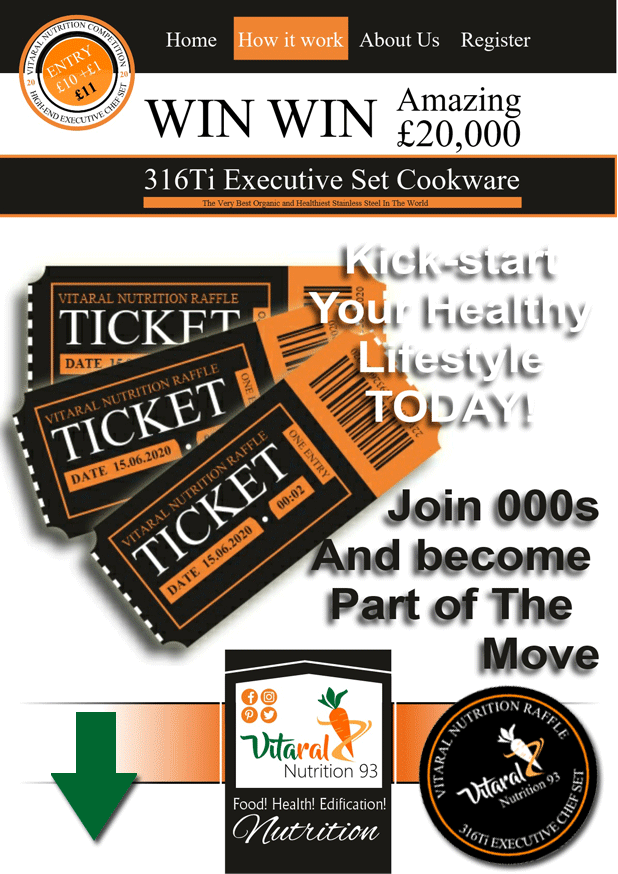 VITARAL NUTRITION COMPETITION
ENTRY
£10 +£1
£11
20 20
HIGH-END EXECUTIVE CHEF SET
Home How it work About Us Register
WIN WIN Amazing
£20,000
316Ti Executive Set Cookware
The Very Best Organic and Healthiest Stainless Steel In The World
Kick-start
Your Healthy
Lifestyle
TODAY!
VITARAL NUTRITION RAFFLE
TICKET
DATE 15.
VITARAL NUTRITION RAFFLE
TICKET
DATE 15.06.2020
ONE
VITARAL NUTRITION RAFFLE
TICKET
DATE 15.06.2020
00:02
ONE ENTRY
Join 000s
And become
Part of The
Move
Vitaral
Nutrition 93
Food! Health! Edification!
Nutrition
VITARAL NUTRITION RAFFLE
Vitaral
Nutrition 93
316Ti EXECUTIVE CHEF SET